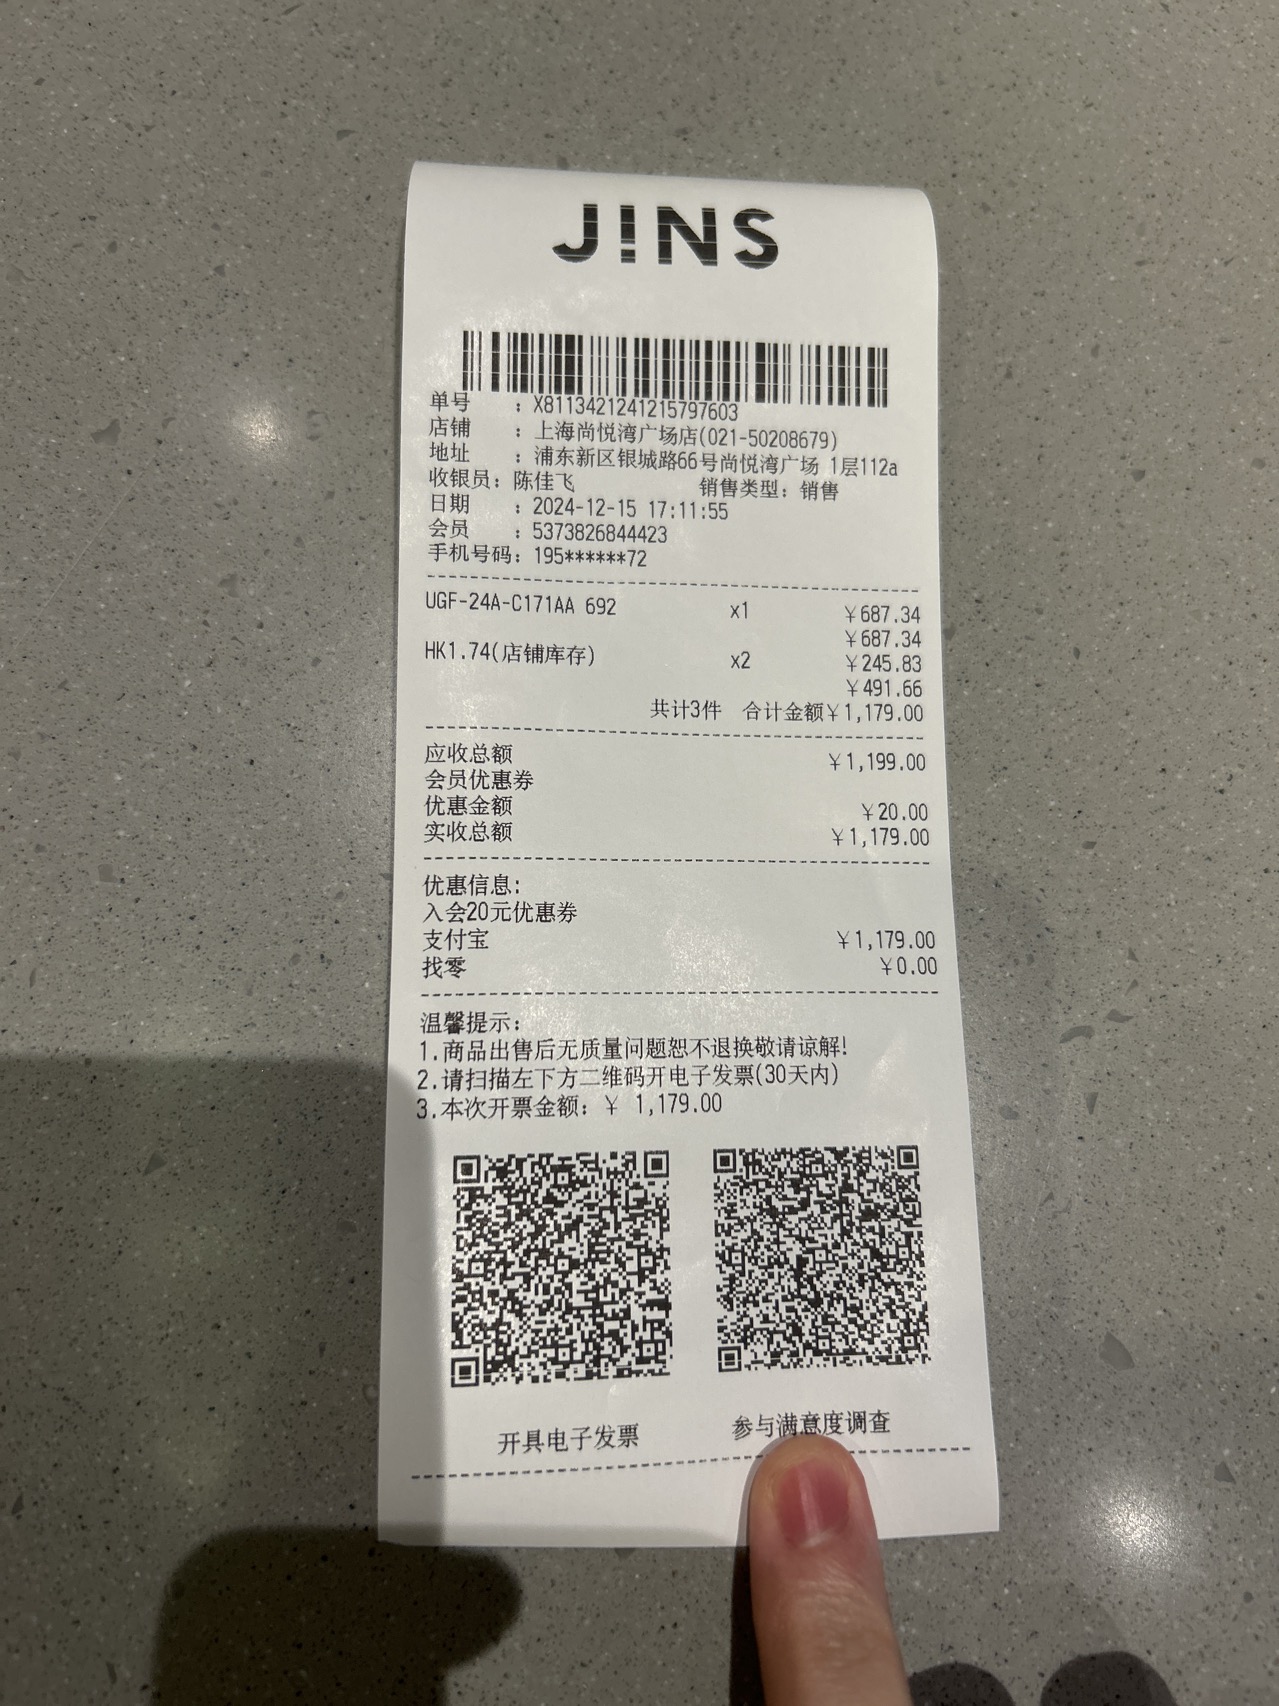 J!NS
单号 : X8113421241215797603
店铺 : 上海尚悦湾广场店(021-50208679)
地址 : 浦东新区银城路66号尚悦湾广场 1层112a
收银员: 陈佳飞 销售类型: 销售
日期 : 2024-12-15 17:11:55
会员 : 5373826844423
手机号码: 195******72
UGF-24A-C171AA 692 x1 ¥687.34
¥687.34
HK1.74(店铺库存) x2 ¥245.83
¥491.66
共计3件 合计金额¥1,179.00
应收总额 ¥1,199.00
会员优惠券
优惠金额 ¥20.00
实收总额 ¥1,179.00
优惠信息:
入会20元优惠券
支付宝 ¥1,179.00
找零 ¥0.00
温馨提示:
1.商品出售后无质量问题恕不退换敬请谅解!
2.请扫描左下方二维码开电子发票(30天内)
3.本次开票金额: ¥ 1,179.00
开具电子发票 参与满意度调查